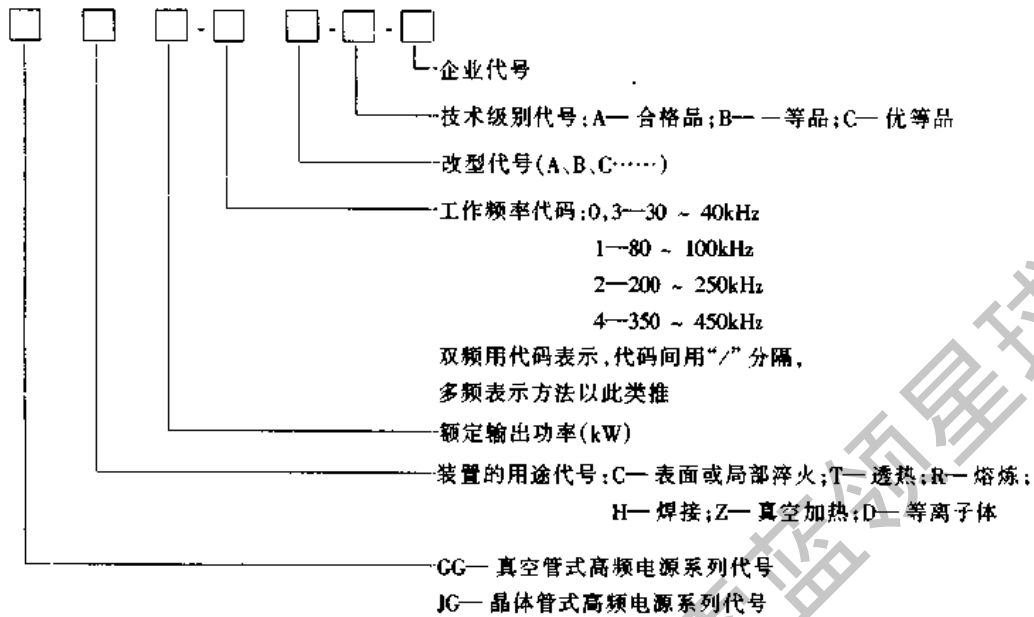 □ □ □-□ □-□-□
企业代号
技术级别代号:A—合格品;B—一等品;C—优等品
改型代号(A、B、C……)
工作频率代码:0,3—30 ~ 40kHz
1—80 ~ 100kHz
2—200 ~ 250kHz
4—350 ~ 450kHz
双频用代码表示,代码间用“/”分隔,
多频表示方法以此类推
额定输出功率(kW)
装置的用途代号:C—表面或局部淬火;T—透热;R—熔炼;
H—焊接;Z—真空加热;D—等离子体
GG—真空管式高频电源系列代号
JG—晶体管式高频电源系列代号
蓝领星球